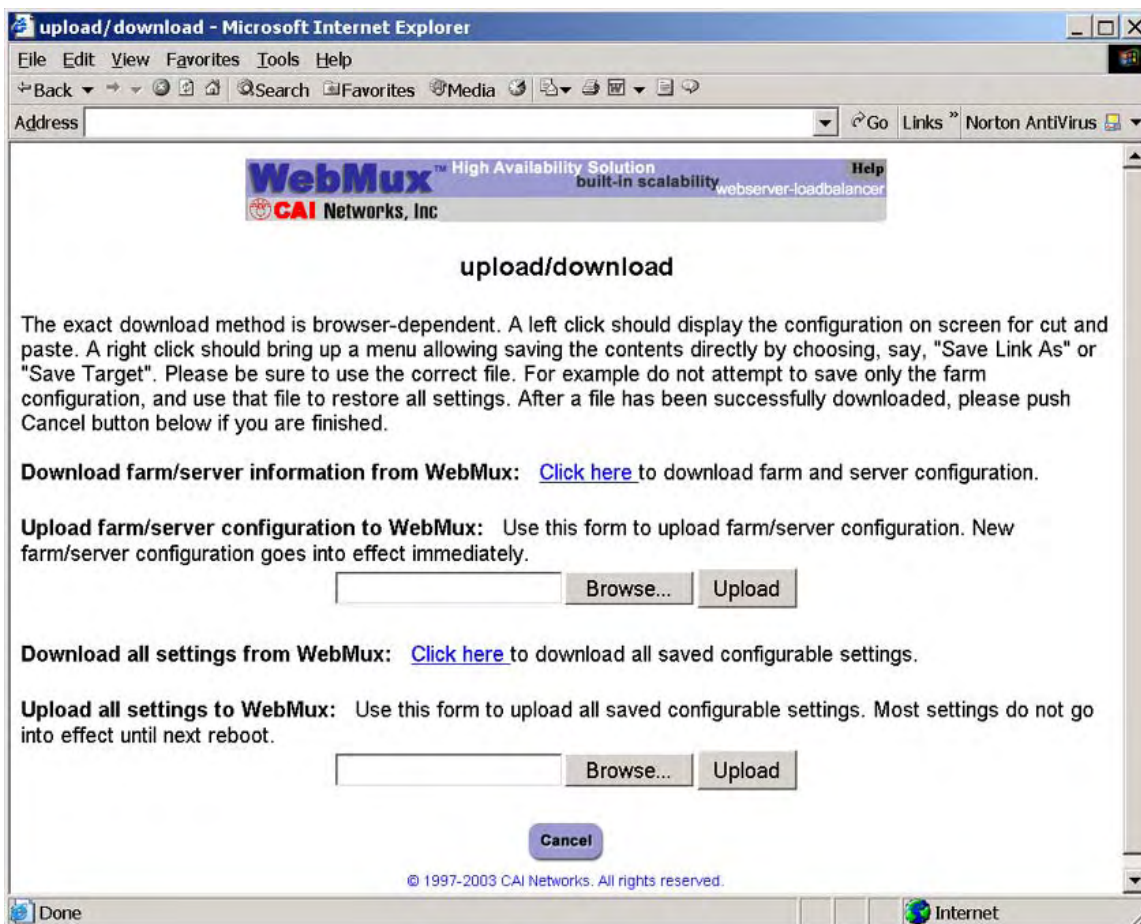 upload/download - Microsoft Internet Explorer
File Edit View Favorites Tools Help
Back Search Favorites Media
Address Go Links » Norton AntiVirus
WebMux™ High Availability Solution Help
built-in scalability
webserver-loadbalancer
CAI Networks, Inc
upload/download
The exact download method is browser-dependent. A left click should display the configuration on screen for cut and
paste. A right click should bring up a menu allowing saving the contents directly by choosing, say, "Save Link As" or
"Save Target". Please be sure to use the correct file. For example do not attempt to save only the farm
configuration, and use that file to restore all settings. After a file has been successfully downloaded, please push
Cancel button below if you are finished.
Download farm/server information from WebMux: Click here to download farm and server configuration.
Upload farm/server configuration to WebMux: Use this form to upload farm/server configuration. New
farm/server configuration goes into effect immediately.
Browse... Upload
Download all settings from WebMux: Click here to download all saved configurable settings.
Upload all settings to WebMux: Use this form to upload all saved configurable settings. Most settings do not go
into effect until next reboot.
Browse... Upload
Cancel
© 1997-2003 CAI Networks. All rights reserved.
Done Internet